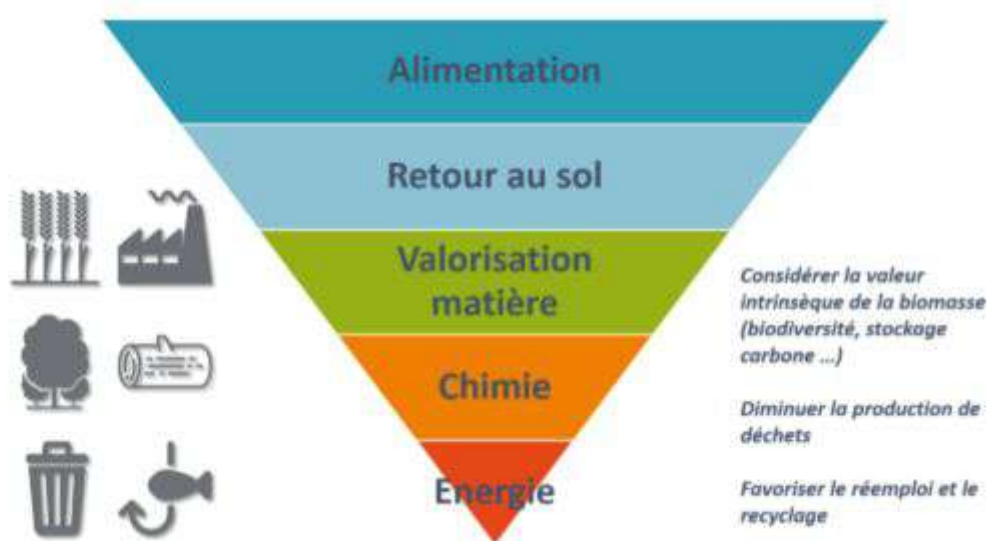 Alimentation
Retour au sol
Valorisation
matière
Chimie
Energie
Considérer la valeur
intrinsèque de la biomasse
(biodiversité, stockage
carbone ...)
Diminuer la production de
déchets
Favoriser le réemploi et le
recyclage